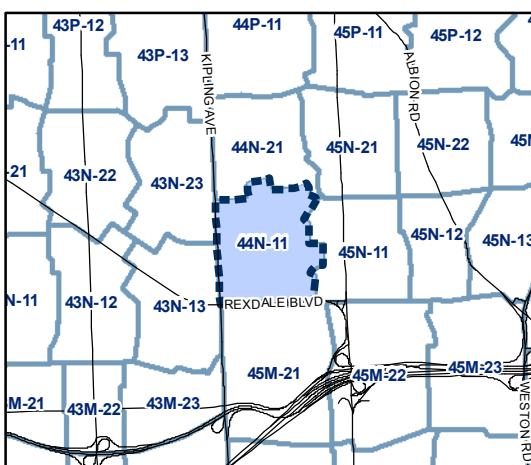 43P-12
44P-11
45P-11
45P-12
-11
43P-13
KIPLING AVE
ALBION RD
44N-21
45N-21
45N-22
45N
-21
43N-22
43N-23
44N-11
45N-11
45N-12
45N-13
N-11
43N-12
43N-13
REXDALE BLVD
45M-21
45M-22
45M-23
M-21
43M-22
43M-23
WESTON RD